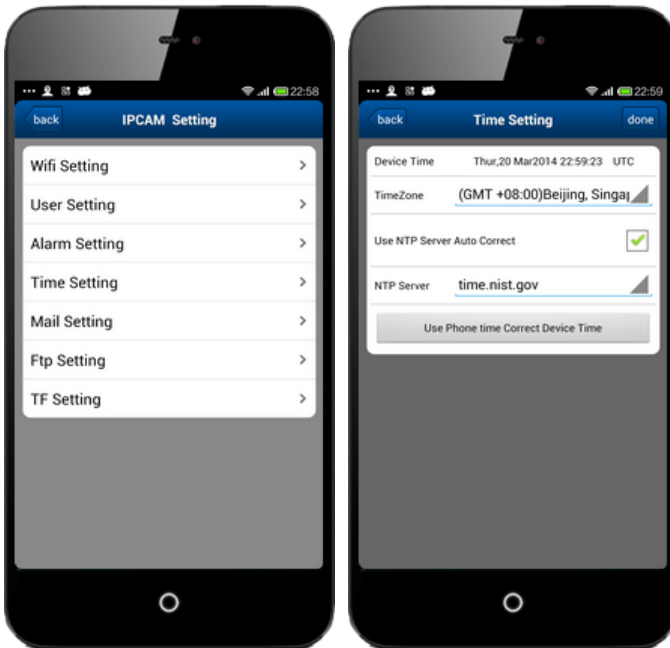 22:58
back
IPCAM Setting
Wifi Setting
User Setting
Alarm Setting
Time Setting
Mail Setting
Ftp Setting
TF Setting
22:59
back
Time Setting
done
Device Time Thur,20 Mar2014 22:59:23 UTC
TimeZone (GMT +08:00)Beijing,
Use NTP Server Auto Correct
NTP Server time.nist.gov
Use Phone time Correct Device Time